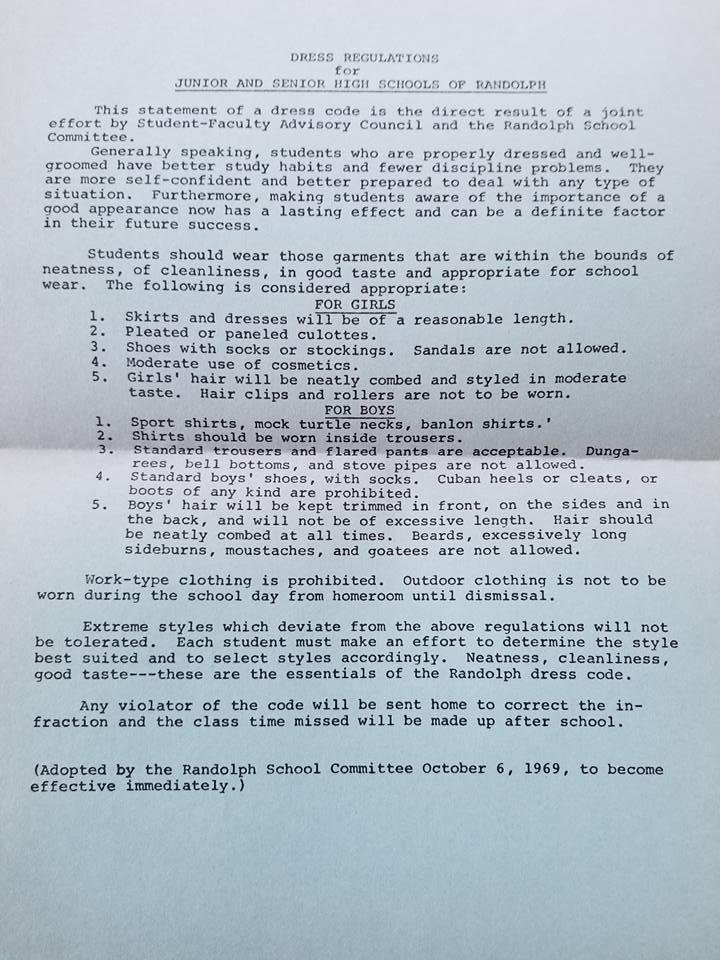 DRESS REGULATIONS
for
JUNIOR AND SENIOR HIGH SCHOOLS OF RANDOLPH
This statement of a dress code is the direct result of a joint
effort by Student-Faculty Advisory Council and the Randolph School
Committee.
Generally speaking, students who are properly dressed and well-
groomed have better study habits and fewer discipline problems. They
are more self-confident and better prepared to deal with any type of
situation. Furthermore, making students aware of the importance of a
good appearance now has a lasting effect and can be a definite factor
in their future success.
Students should wear those garments that are within the bounds of
neatness, of cleanliness, in good taste and appropriate for school
wear. The following is considered appropriate:
FOR GIRLS
1. Skirts and dresses will be of a reasonable length.
2. Pleated or paneled culottes.
3. Shoes with socks or stockings. Sandals are not allowed.
4. Moderate use of cosmetics.
5. Girls' hair will be neatly combed and styled in moderate
taste. Hair clips and rollers are not to be worn.
FOR BOYS
1. Sport shirts, mock turtle necks, banlon shirts.'
2. Shirts should be worn inside trousers.
3. Standard trousers and flared pants are acceptable. Dunga-
rees, bell bottoms, and stove pipes are not allowed.
4. Standard boys' shoes, with socks. Cuban heels or cleats, or
boots of any kind are prohibited.
5. Boys' hair will be kept trimmed in front, on the sides and in
the back, and will not be of excessive length. Hair should
be neatly combed at all times. Beards, excessively long
sideburns, moustaches, and goatees are not allowed.
Work-type clothing is prohibited. Outdoor clothing is not to be
worn during the school day from homeroom until dismissal.
Extreme styles which deviate from the above regulations will not
be tolerated. Each student must make an effort to determine the style
best suited and to select styles accordingly. Neatness, cleanliness,
good taste---these are the essentials of the Randolph dress code.
Any violator of the code will be sent home to correct the in-
fraction and the class time missed will be made up after school.
(Adopted by the Randolph School Committee October 6, 1969, to become
effective immediately.)